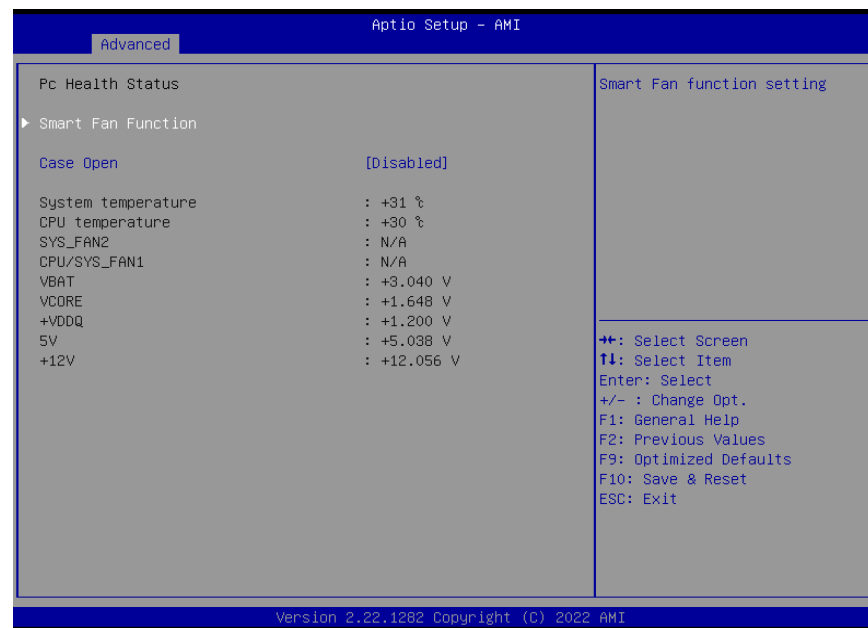 Aptio Setup – AMI
Advanced
Pc Health Status
Smart Fan Function
Case Open [Disabled]
System temperature : +31 ℃
CPU temperature : +30 ℃
SYS_FAN2 : N/A
CPU/SYS_FAN1 : N/A
VBAT : +3.040 V
VCORE : +1.648 V
+VDDQ : +1.200 V
5V : +5.038 V
+12V : +12.056 V
Smart Fan function setting
→←: Select Screen
↑↓: Select Item
Enter: Select
+/- : Change Opt.
F1: General Help
F2: Previous Values
F9: Optimized Defaults
F10: Save & Reset
ESC: Exit
Version 2.22.1282 Copyright (C) 2022 AMI